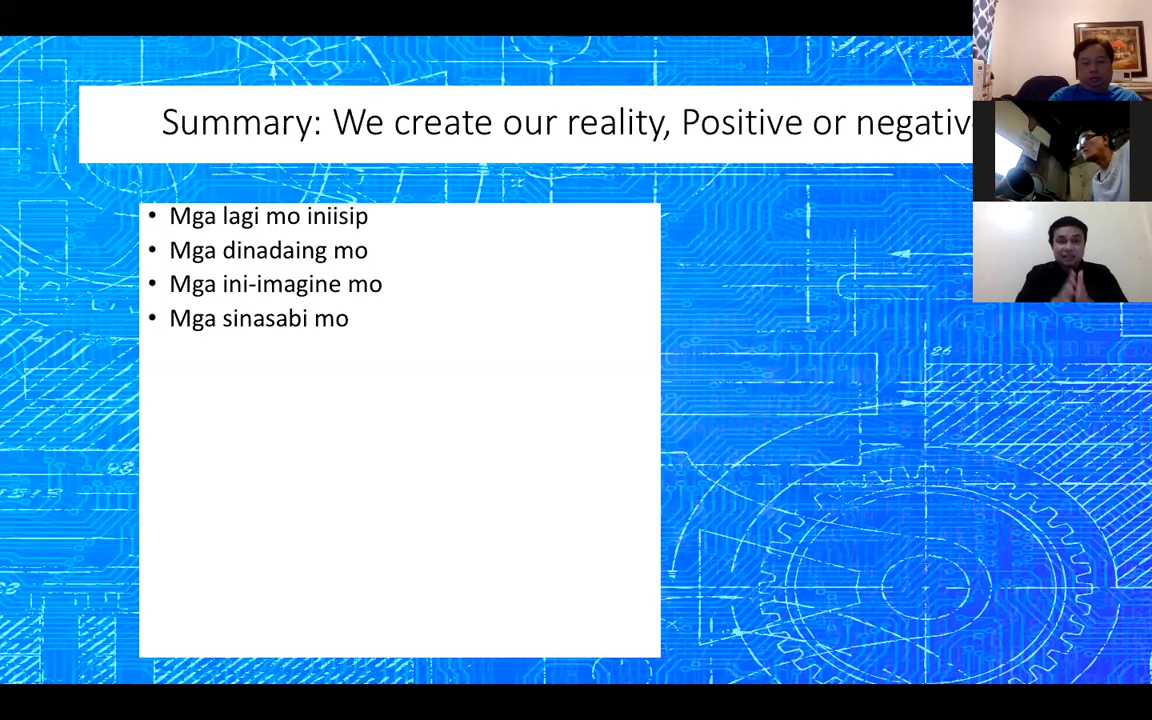 Summary: We create our reality, Positive or negativ
• Mga lagi mo iniisip
• Mga dinadaing mo
• Mga ini-imagine mo
• Mga sinasabi mo
26